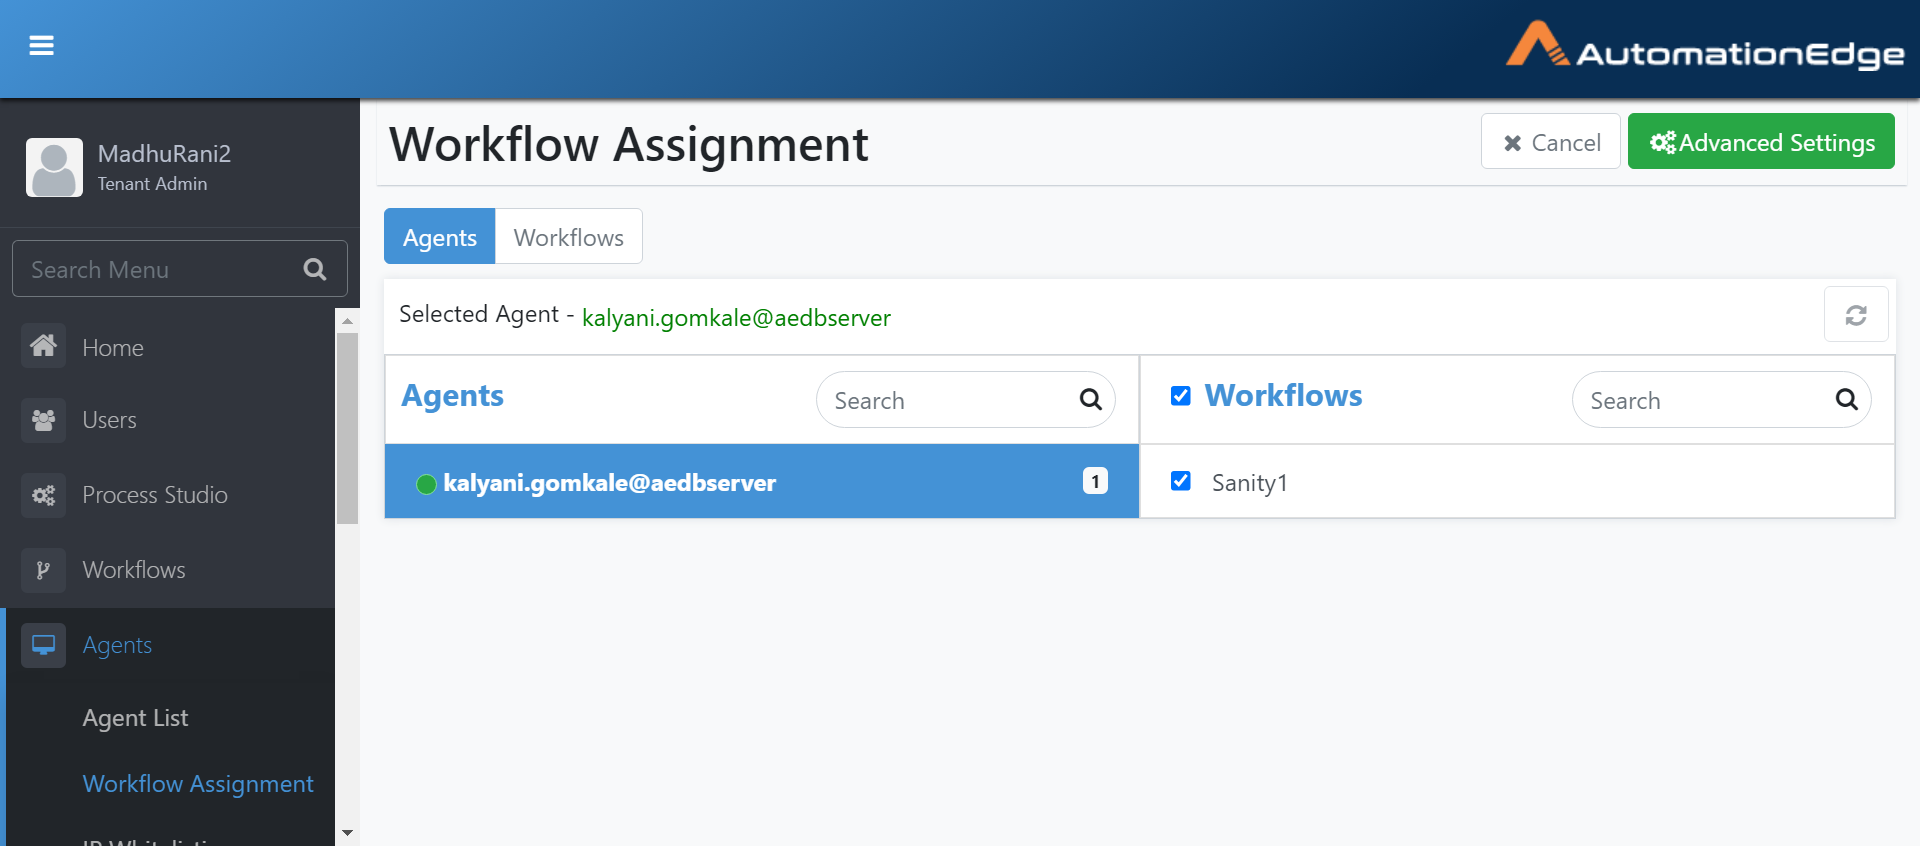 AutomationEdge
MadhuRani2
Tenant Admin
Search Menu
Home
Users
Process Studio
Workflows
Agents
Agent List
Workflow Assignment
Workflow Assignment
Cancel
Advanced Settings
Agents
Workflows
Selected Agent - kalyani.gomkale@aedbserver
Agents
Search
Workflows
Search
kalyani.gomkale@aedbserver
1
Sanity1